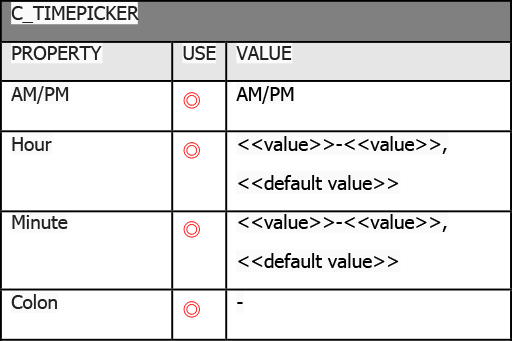 C_TIMEPICKER
PROPERTY USE VALUE
AM/PM ◎ AM/PM
Hour ◎ <<value>>-<<value>>,
<<default value>>
Minute ◎ <<value>>-<<value>>,
<<default value>>
Colon ◎ -